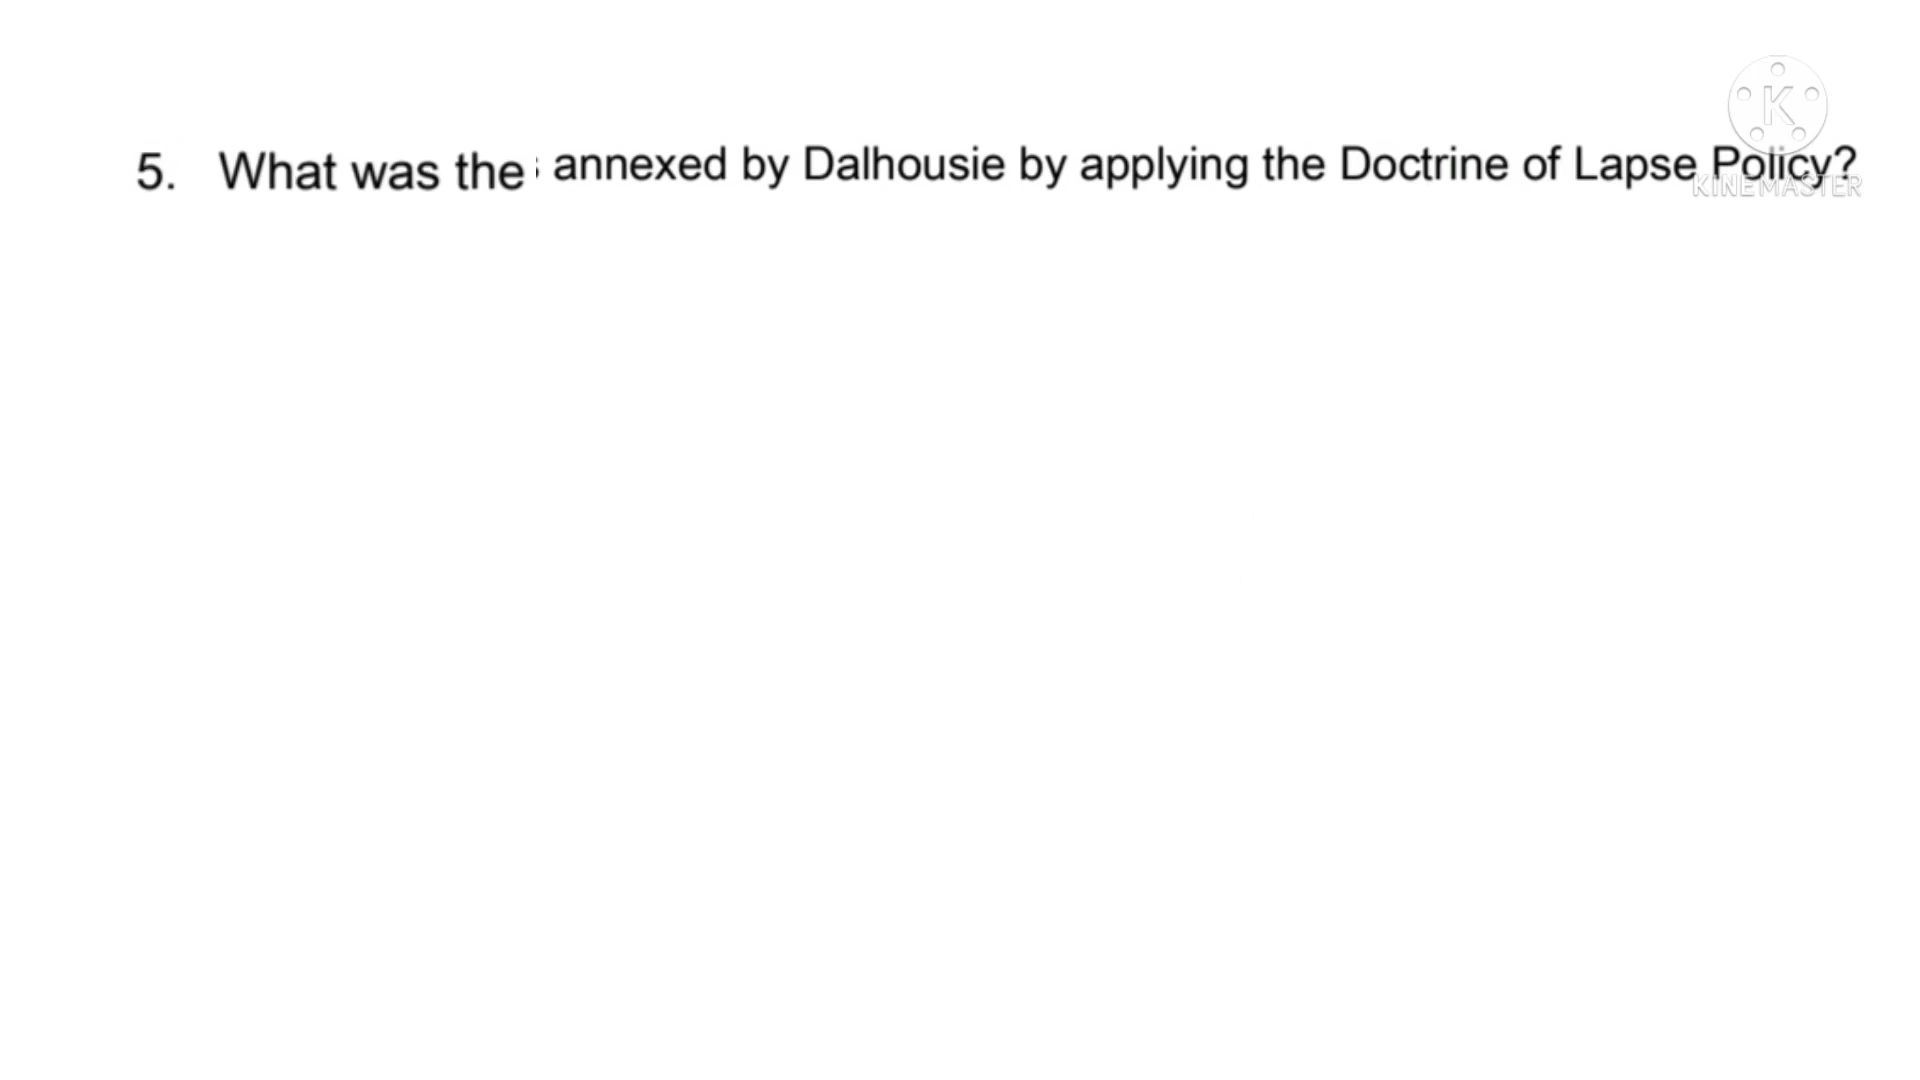 5. What was the annexed by Dalhousie by applying the Doctrine of Lapse Policy?
K
KINEMASTER